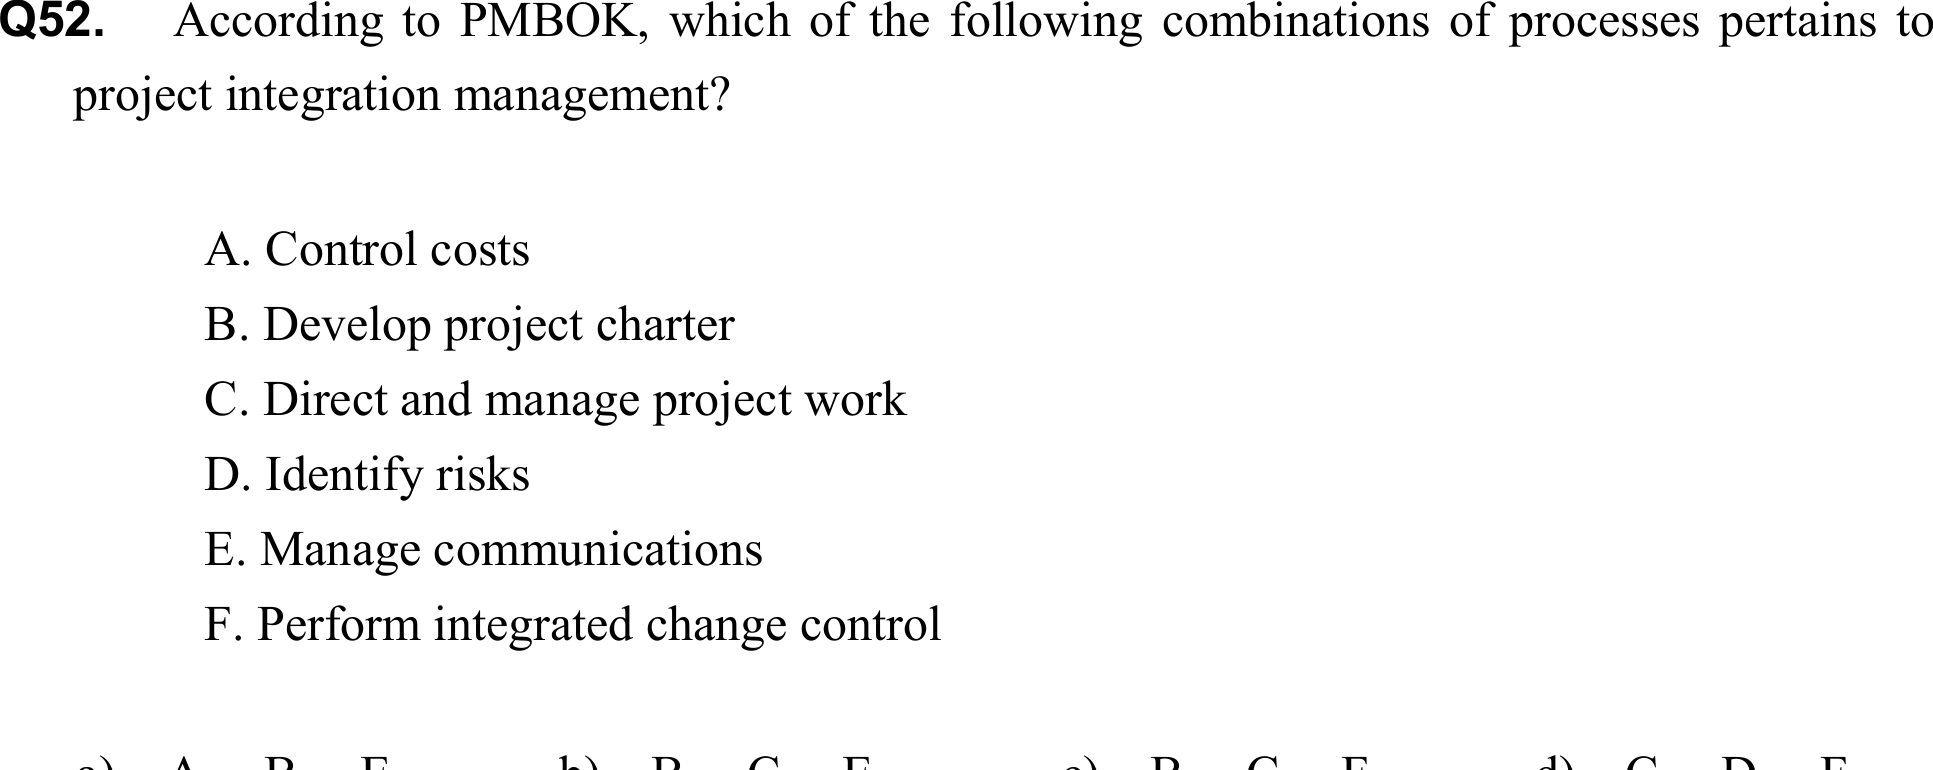 Q52. According to PMBOK, which of the following combinations of processes pertains to
project integration management?
A. Control costs
B. Develop project charter
C. Direct and manage project work
D. Identify risks
E. Manage communications
F. Perform integrated change control